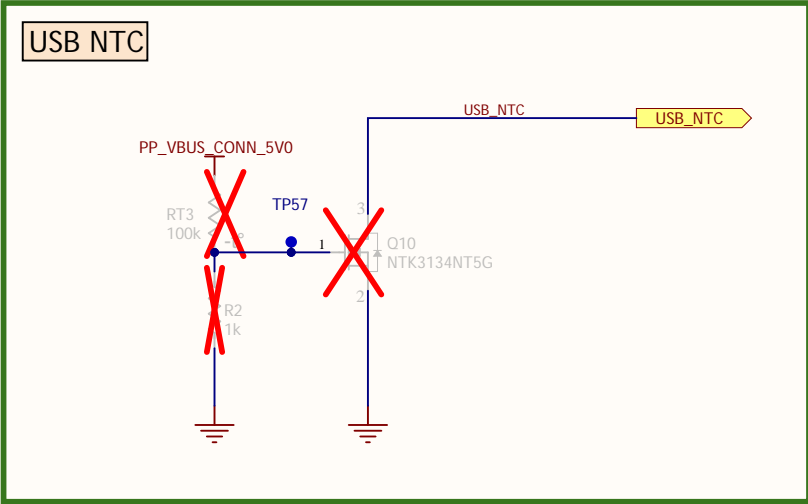 USB NTC
USB_NTC
USB_NTC
PP_VBUS_CONN_5V0
TP57
3
RT3
100k
-t°
1
Q10
NTK3134NT5G
2
R2
1k